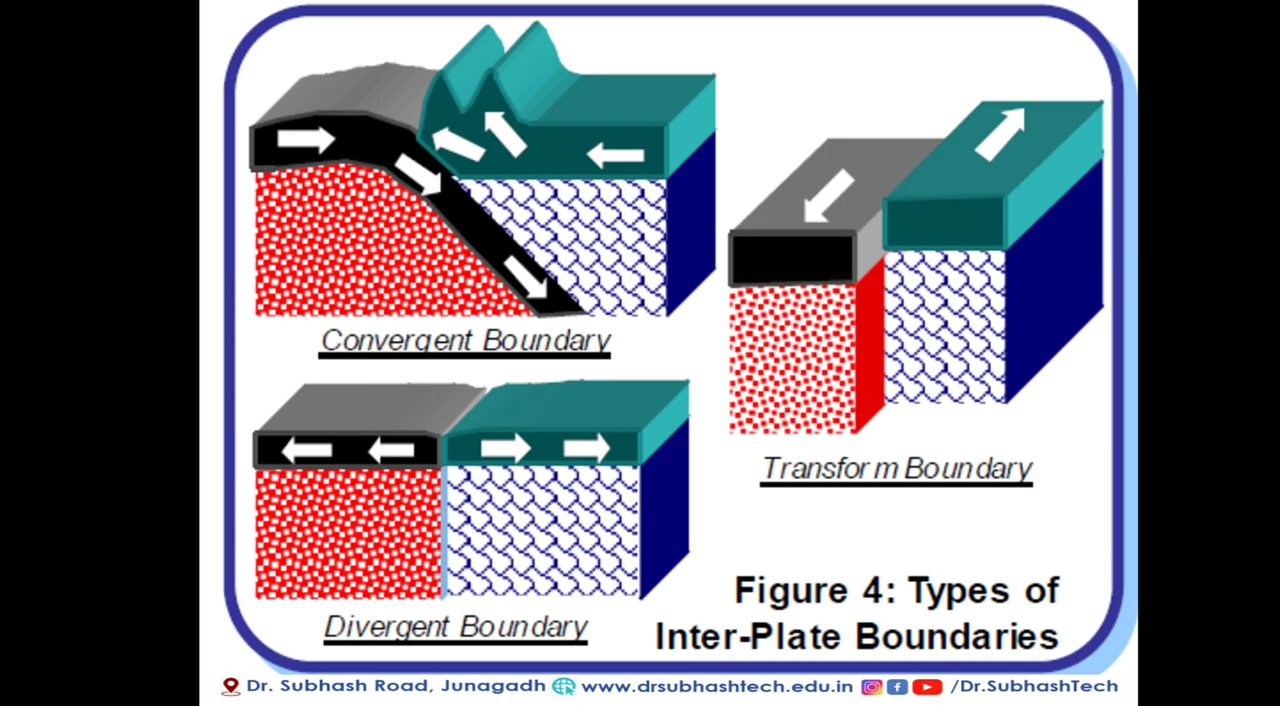 Convergent Boundary
Transform Boundary
Divergent Boundary
Figure 4: Types of
Inter-Plate Boundaries
Dr. Subhash Road, Junagadh www.drsubhashtech.edu.in /Dr.SubhashTech